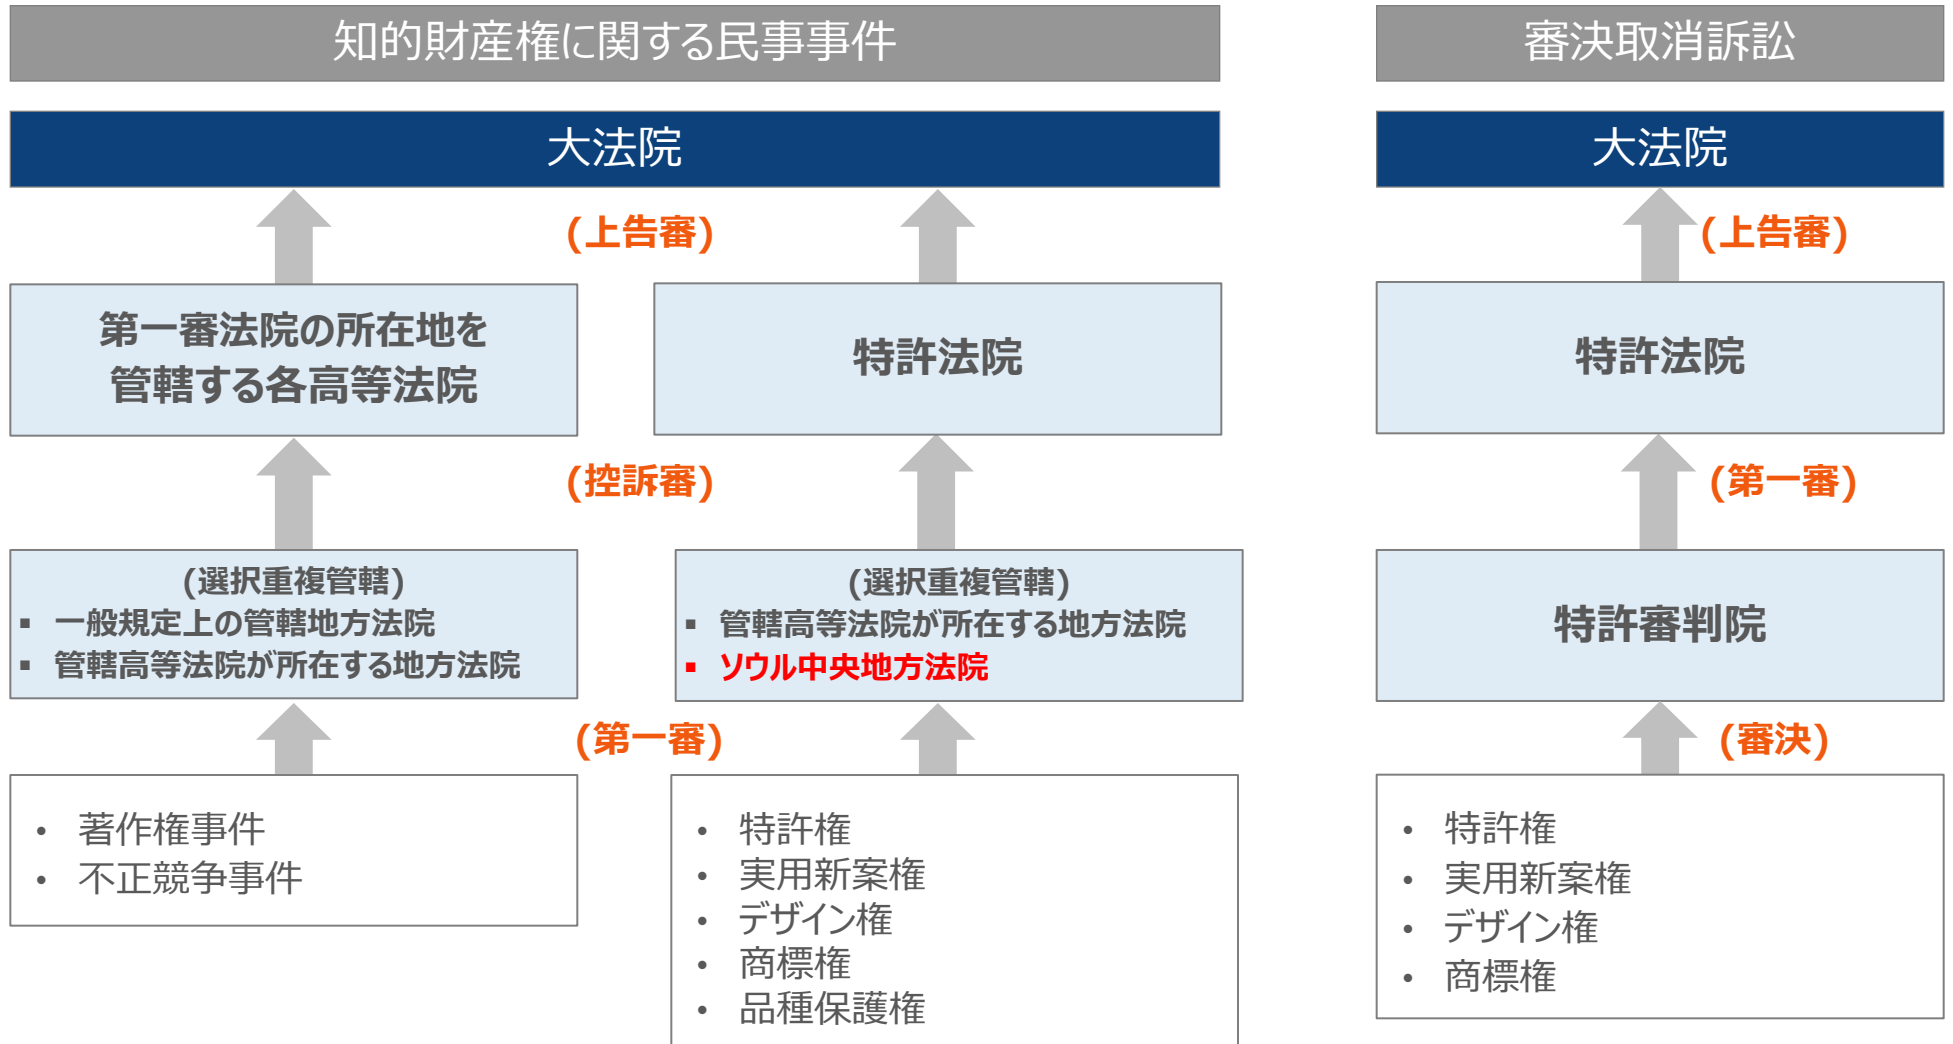 知的財産権に関する民事事件
審決取消訴訟
大法院
大法院
(上告審)
(上告審)
第一審法院の所在地を
管轄する各高等法院
特許法院
特許法院
(控訴審)
(第一審)
(選択重複管轄)
▪ 一般規定上の管轄地方法院
▪ 管轄高等法院が所在する地方法院
(選択重複管轄)
▪ 管轄高等法院が所在する地方法院
▪ ソウル中央地方法院
特許審判院
(第一審)
(審決)
• 著作権事件
• 不正競争事件
• 特許権
• 実用新案権
• デザイン権
• 商標権
• 品種保護権
• 特許権
• 実用新案権
• デザイン権
• 商標権